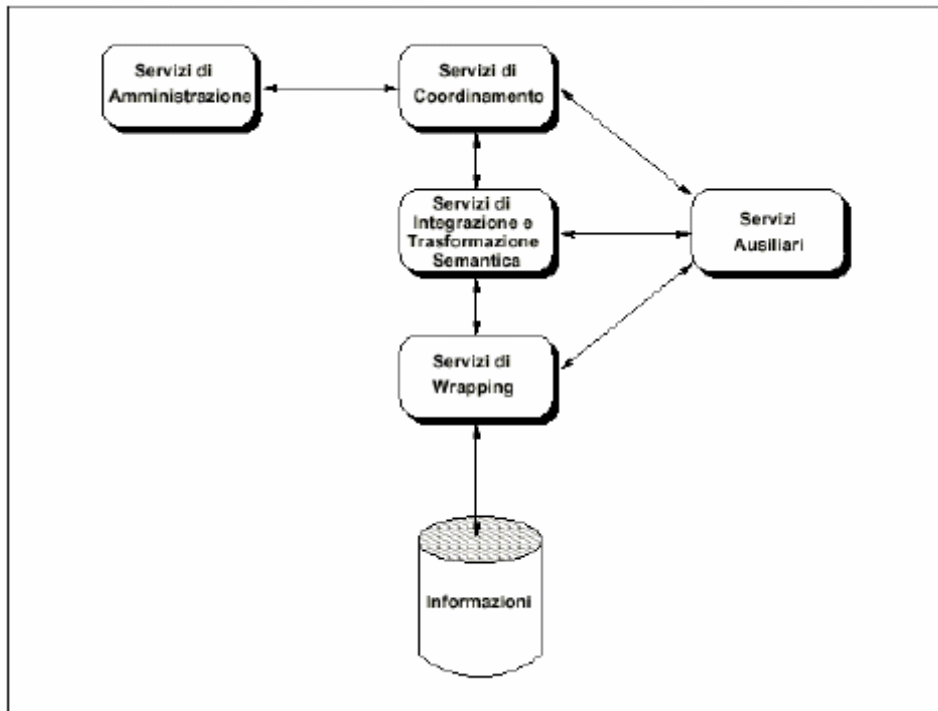 Servizi di
Amministrazione
Servizi di
Coordinamento
Servizi di
Integrazione e
Trasformazione
Semantica
Servizi
Ausiliari
Servizi di
Wrapping
Informazioni